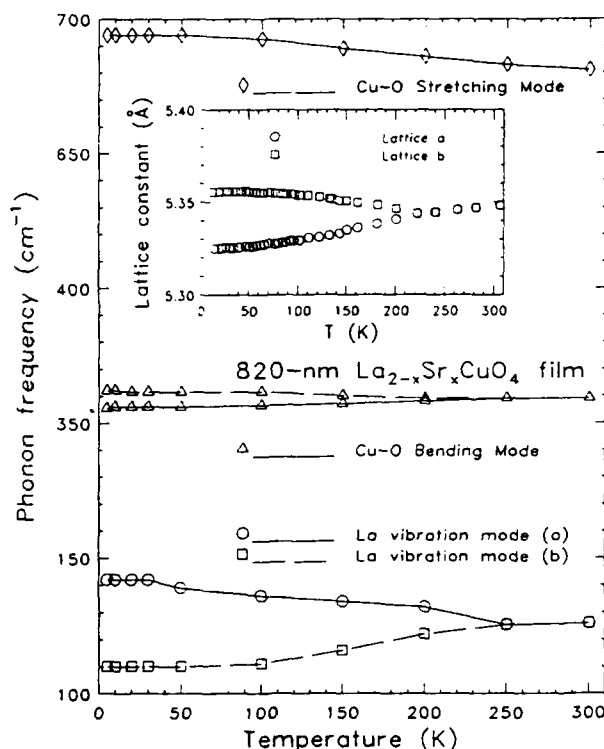 700
◇ Cu-O Stretching Mode
5.40
○ Lattice a
□ Lattice b
650
5.35
Lattice constant (Å)
5.30
50 100 150 200 250 300
T (K)
400
820-nm La₂₋ₓSrₓCuO₄ film
350
△ Cu-O Bending Mode
○ La vibration mode (a)
□ La vibration mode (b)
150
100
Phonon frequency (cm⁻¹)
0 50 100 150 200 250 300
Temperature (K)